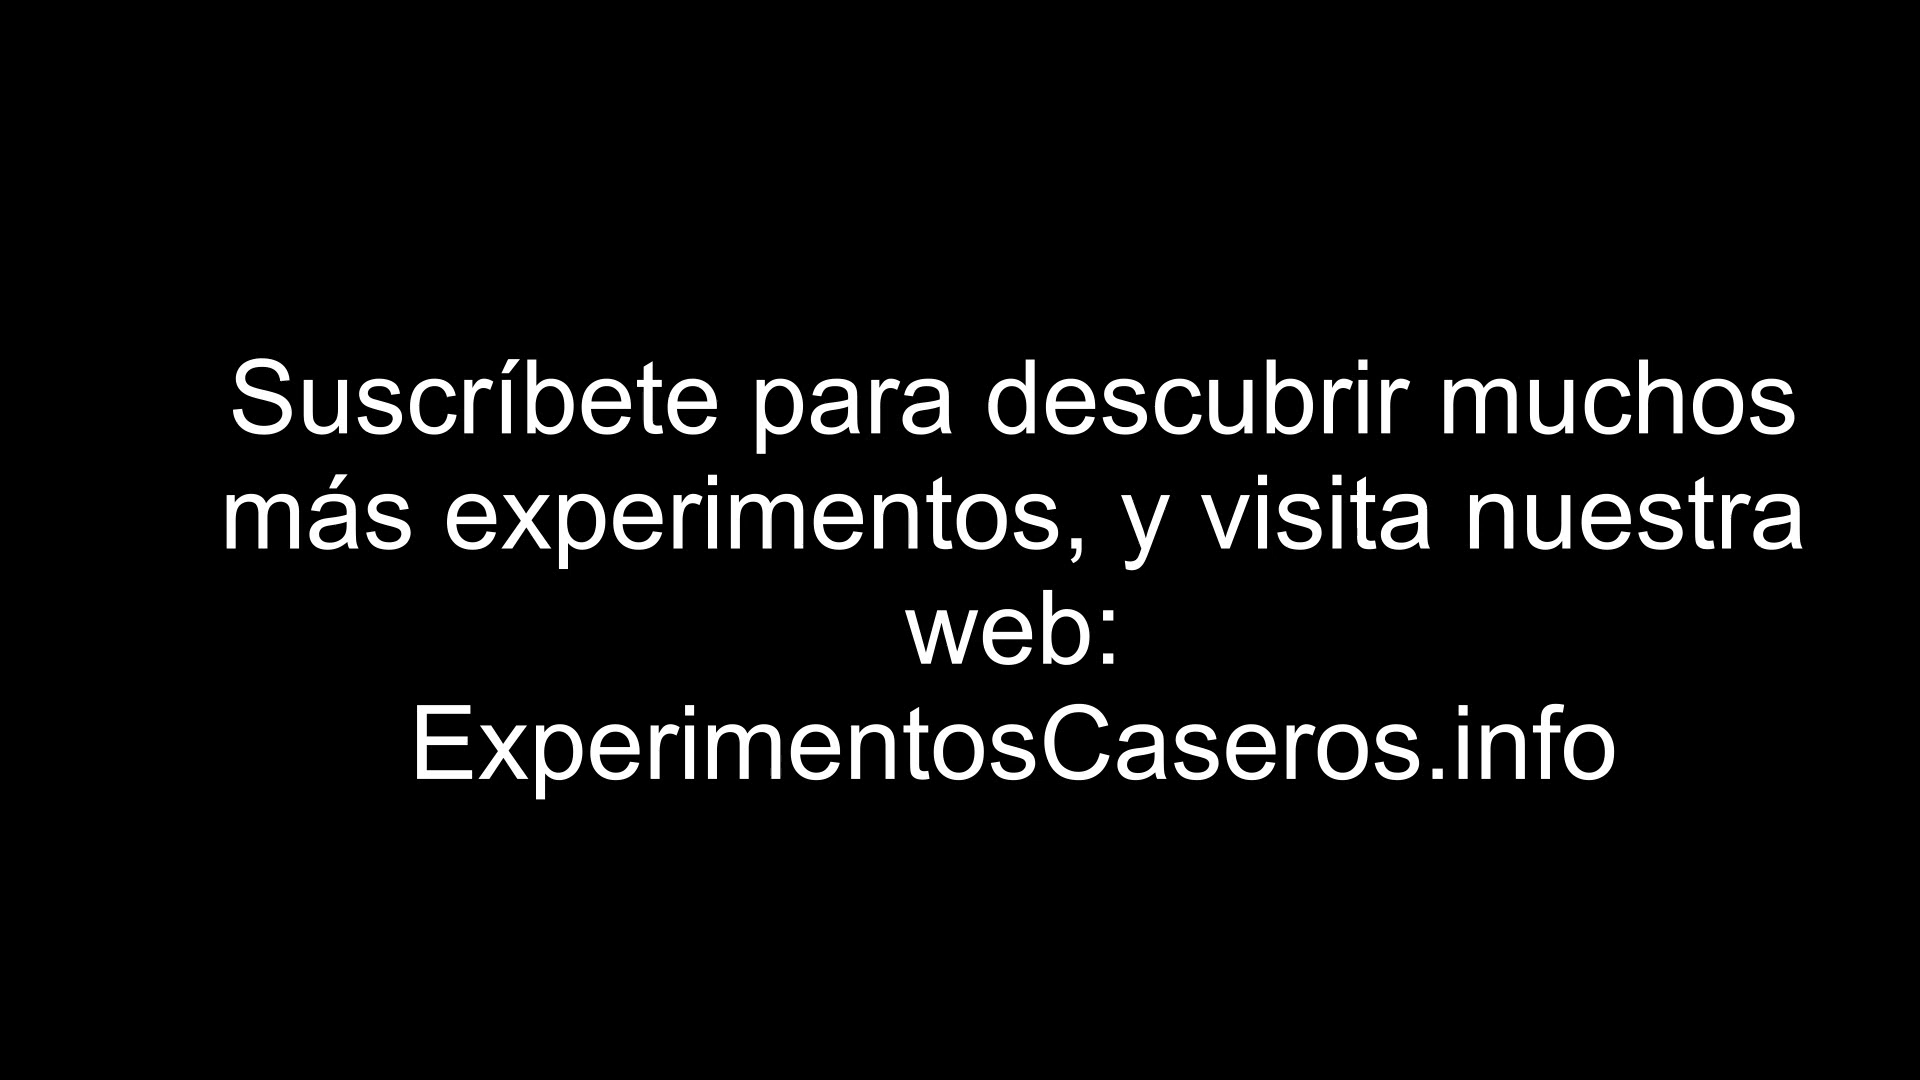 Suscríbete para descubrir muchos
más experimentos, y visita nuestra
web:
ExperimentosCaseros.info